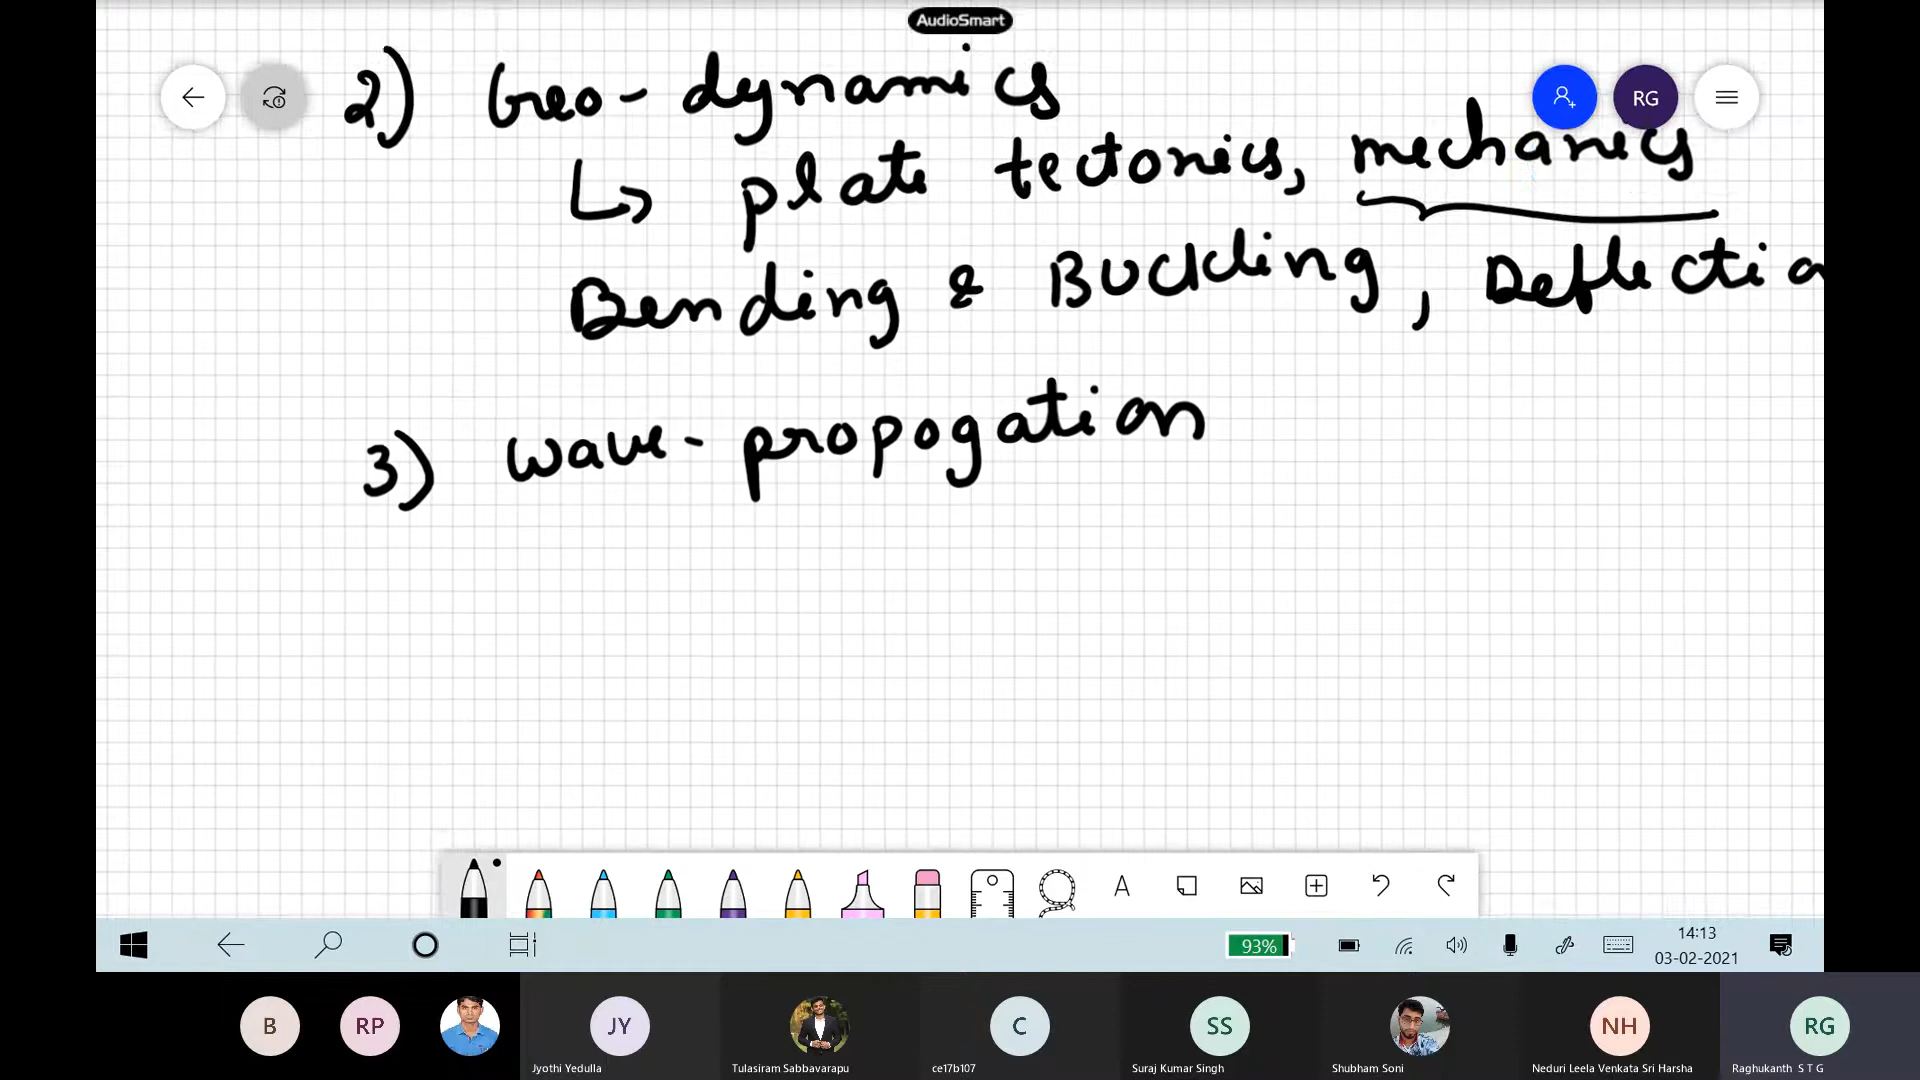 AudioSmart
2) Geo-dynamics
RG
↳ plate tectonics, mechanics
Bending & Buckling, Deflectio
3) wave-propogation
A
93%
14:13
03-02-2021
B
RP
JY
C
SS
NH
RG
Jyothi Yedulla
Tulasiram Sabbavarapu
ce17b107
Suraj Kumar Singh
Shubham Soni
Neduri Leela Venkata Sri Harsha
Raghukanth S T G